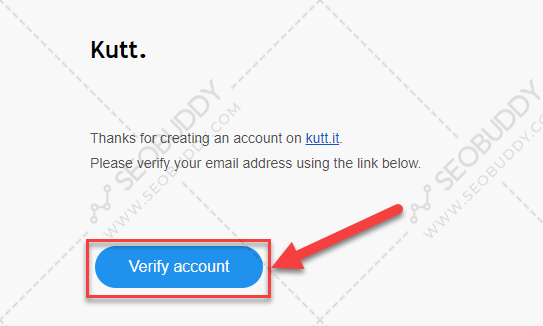 Kutt.
Thanks for creating an account on kutt.it.
Please verify your email address using the link below.
SEOBUDDY
WWW.SEOBUDDY.COM
SEOBUDDY
WWW.SEOBUDDY.COM
Verify account